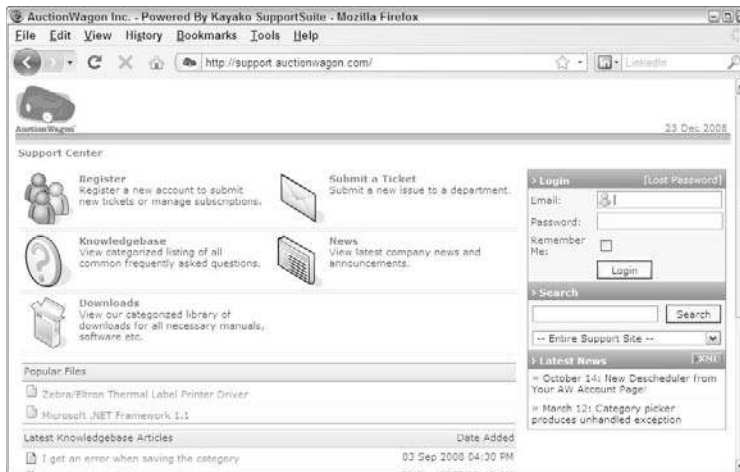 AuctionWagon Inc. - Powered By Kayako SupportSuite - Mozilla Firefox
File Edit View History Bookmarks Tools Help
http://support.auctionwagon.com/
LinkedIn
AuctionWagon
23 Dec 2008
Support Center
Register
Register a new account to submit
new tickets or manage subscriptions.
Submit a Ticket
Submit a new issue to a department.
Knowledgebase
View categorized listing of all
common frequently asked questions.
News
View latest company news and
announcements.
Downloads
View our categorized library of
downloads for all necessary manuals,
software etc.
Popular Files
Zebra/Eltron Thermal Label Printer Driver
Microsoft .NET Framework 1.1
Latest Knowledgebase Articles Date Added
I get an error when saving the category 03 Sep 2008 04:30 PM
› Login [Lost Password]
Email:
Password:
Remember
Me:
Login
› Search
Search
-- Entire Support Site --
› Latest News XML
» October 14: New Descheduler from
Your AW Account Page!
» March 12: Category picker
produces unhandled exception